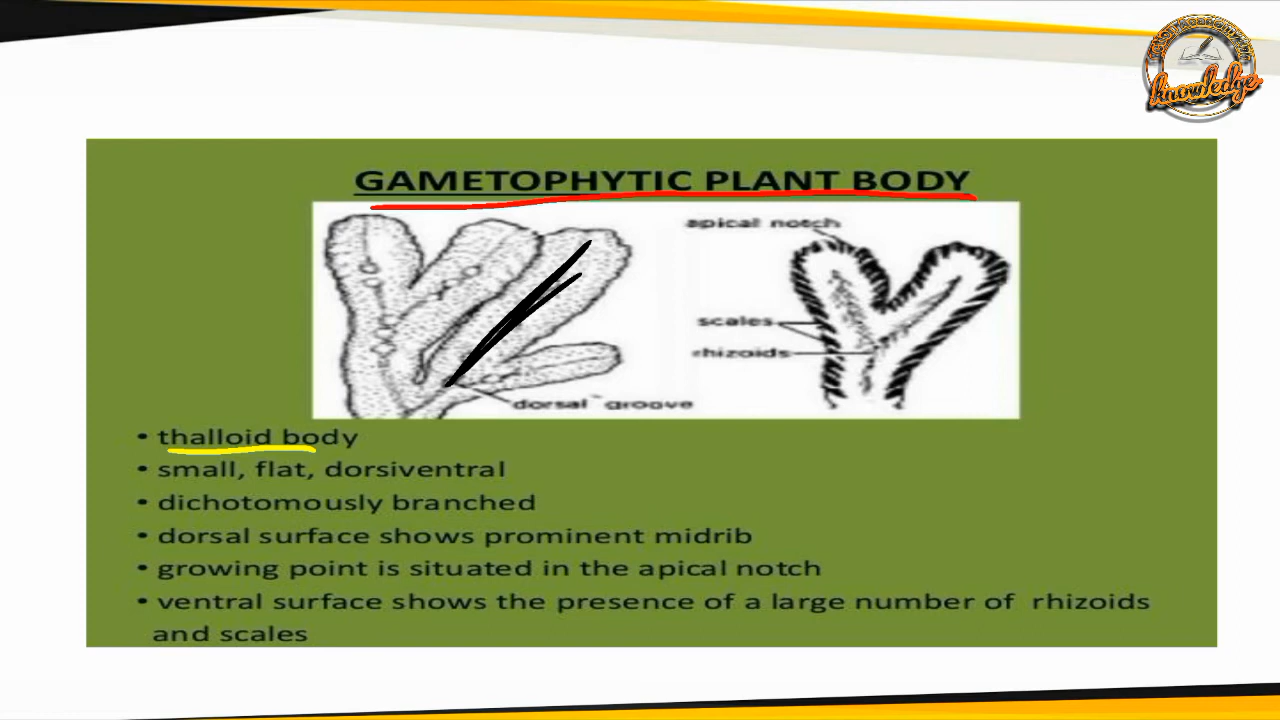 knowledge
GAMETOPHYTIC PLANT BODY
apical notch
scales
rhizoids
dorsal groove
• thalloid body
• small, flat, dorsiventral
• dichotomously branched
• dorsal surface shows prominent midrib
• growing point is situated in the apical notch
• ventral surface shows the presence of a large number of rhizoids
and scales